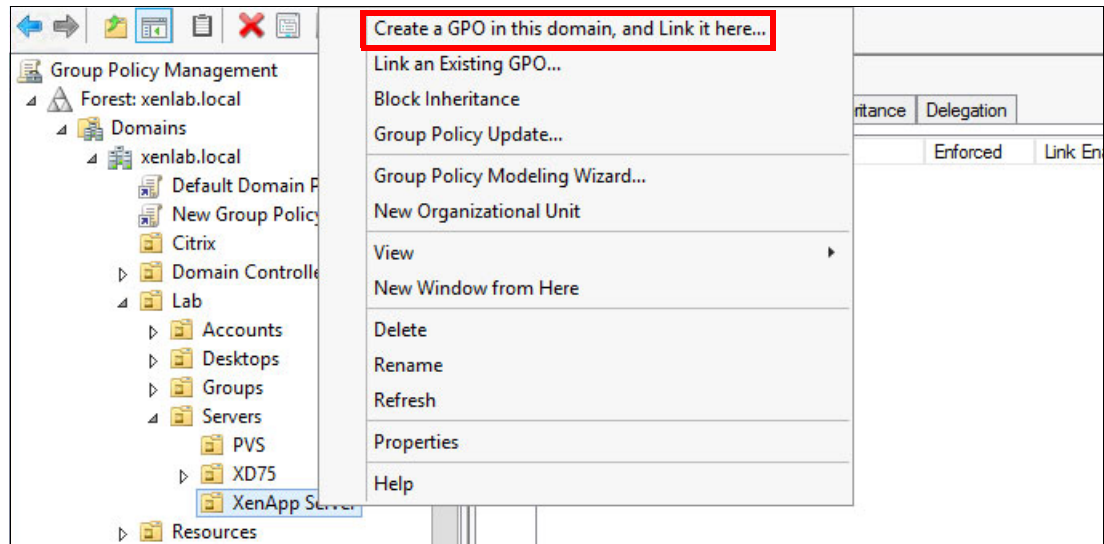 Create a GPO in this domain, and Link it here...
Link an Existing GPO...
Block Inheritance
Group Policy Update...
Group Policy Modeling Wizard...
New Organizational Unit
View
New Window from Here
Delete
Rename
Refresh
Properties
Help
Group Policy Management
Forest: xenlab.local
Domains
xenlab.local
Default Domain P
New Group Policy
Citrix
Domain Controlle
Lab
Accounts
Desktops
Groups
Servers
PVS
XD75
XenApp Server
Resources
ritance Delegation
Enforced Link En